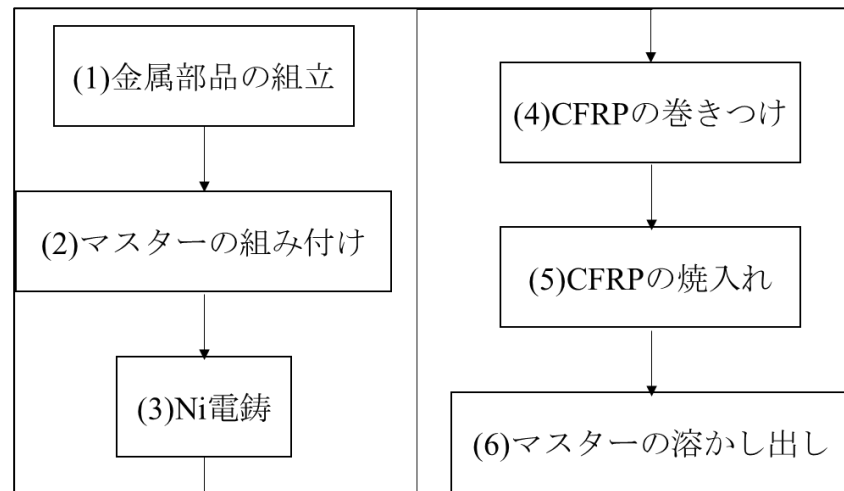 (1)金属部品の組立
(2)マスターの組み付け
(3)Ni電鋳
(4)CFRPの巻きつけ
(5)CFRPの焼入れ
(6)マスターの溶かし出し